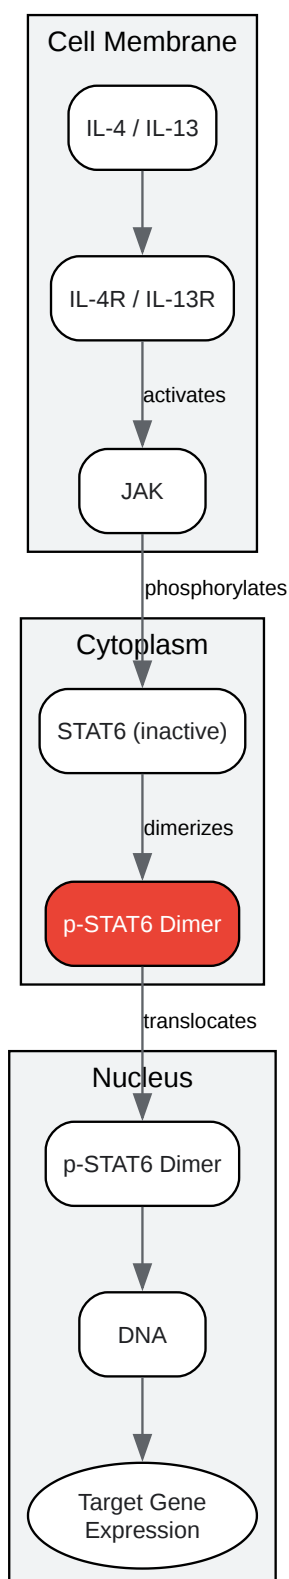 Cell Membrane
IL-4 / IL-13
IL-4R / IL-13R
activates
JAK
phosphorylates
Cytoplasm
STAT6 (inactive)
dimerizes
p-STAT6 Dimer
translocates
Nucleus
p-STAT6 Dimer
DNA
Target Gene
Expression